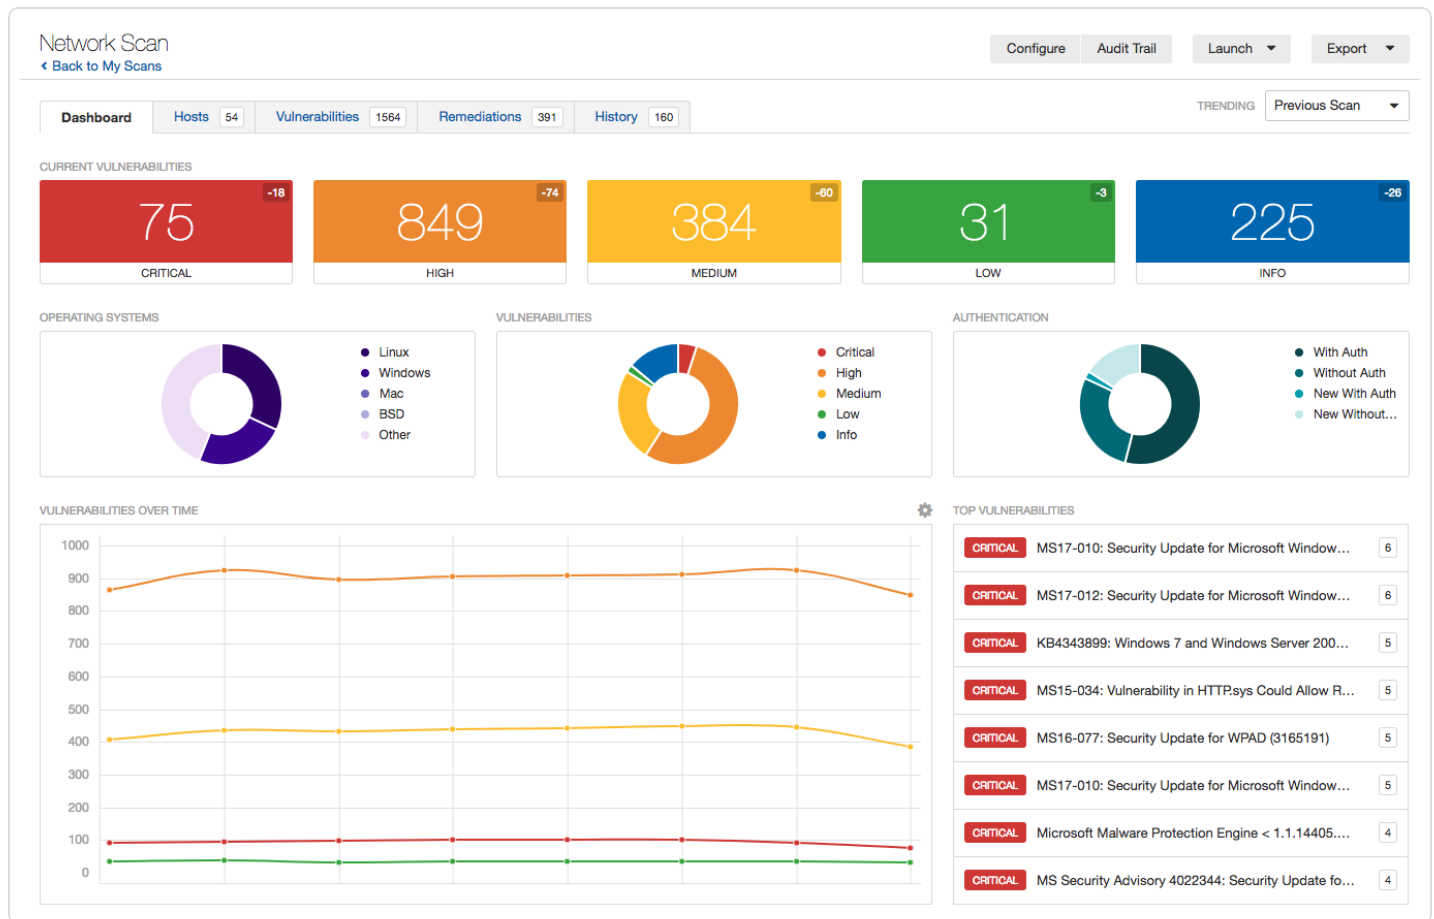 Network Scan
Back to My Scans
Configure Audit Trail Launch Export
Dashboard Hosts 54 Vulnerabilities 1564 Remediations 391 History 160
TRENDING Previous Scan
CURRENT VULNERABILITIES
-18 -74 -60 -3 -26
75 849 384 31 225
CRITICAL HIGH MEDIUM LOW INFO
OPERATING SYSTEMS
Linux
Windows
Mac
BSD
Other
VULNERABILITIES
Critical
High
Medium
Low
Info
AUTHENTICATION
With Auth
Without Auth
New With Auth
New Without...
VULNERABILITIES OVER TIME
1000
900
800
700
600
500
400
300
200
100
0
TOP VULNERABILITIES
CRITICAL MS17-010: Security Update for Microsoft Window... 6
CRITICAL MS17-012: Security Update for Microsoft Window... 6
CRITICAL KB4343899: Windows 7 and Windows Server 200... 5
CRITICAL MS15-034: Vulnerability in HTTP.sys Could Allow R... 5
CRITICAL MS16-077: Security Update for WPAD (3165191) 5
CRITICAL MS17-010: Security Update for Microsoft Window... 5
CRITICAL Microsoft Malware Protection Engine < 1.1.14405.... 4
CRITICAL MS Security Advisory 4022344: Security Update fo... 4